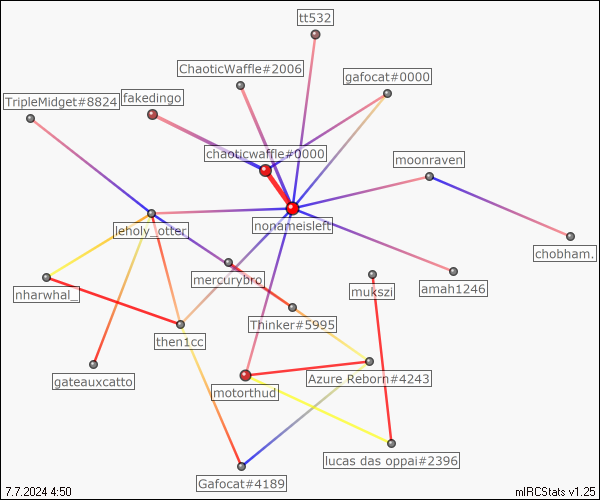 tt532
ChaoticWaffle#2006
gafocat#0000
TripleMidget#8824
fakedingo
chaoticwaffle#0000
moonraven
leholy_otter
nonameisleft
chobham.
mercurybro
nharwhal_
mukszi
amah1246
Thinker#5995
then1cc
gateauxcatto
motorthud
Azure Reborn#4243
lucas das oppai#2396
Gafocat#4189
7.7.2024 4:50
mIRCStats v1.25